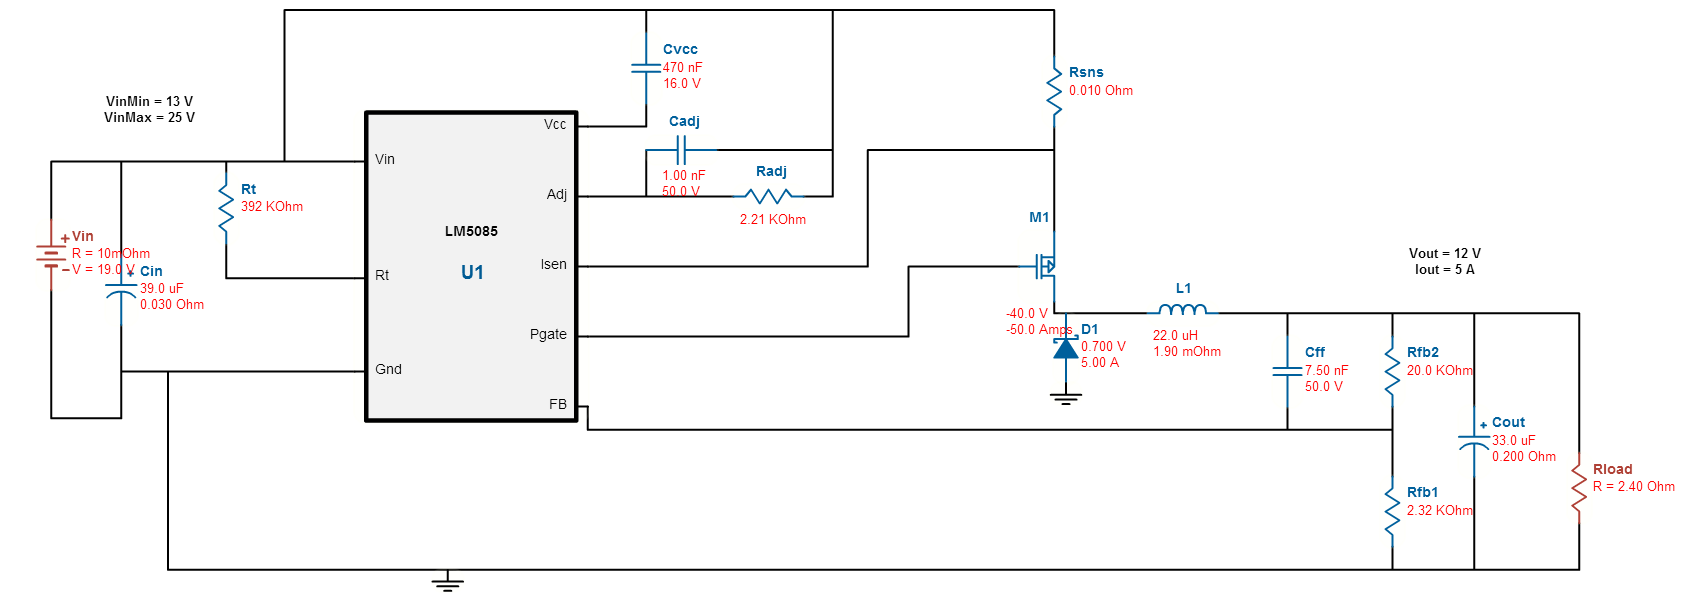 VinMin = 13 V
VinMax = 25 V
Cvcc
470 nF
16.0 V
Rsns
0.010 Ohm
Vcc
Cadj
1.00 nF
50.0 V
Vin
Radj
2.21 KOhm
Adj
Rt
392 KOhm
LM5085
U1
M1
-40.0 V
-50.0 Amps
Vin
R = 10mOhm
V = 19.0 V
Cin
39.0 uF
0.030 Ohm
Rt
Isen
Pgate
Gnd
FB
D1
0.700 V
5.00 A
L1
22.0 uH
1.90 mOhm
Vout = 12 V
Iout = 5 A
Cff
7.50 nF
50.0 V
Rfb2
20.0 KOhm
Cout
33.0 uF
0.200 Ohm
Rfb1
2.32 KOhm
Rload
R = 2.40 Ohm